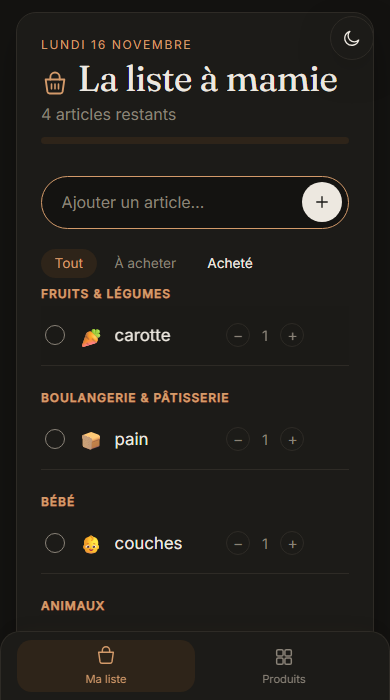 LUNDI 16 NOVEMBRE
La liste à mamie
4 articles restants
Ajouter un article...
Tout À acheter Acheté
FRUITS & LÉGUMES
carotte − 1 +
BOULANGERIE & PÂTISSERIE
pain − 1 +
BÉBÉ
couches − 1 +
ANIMAUX
Ma liste Produits